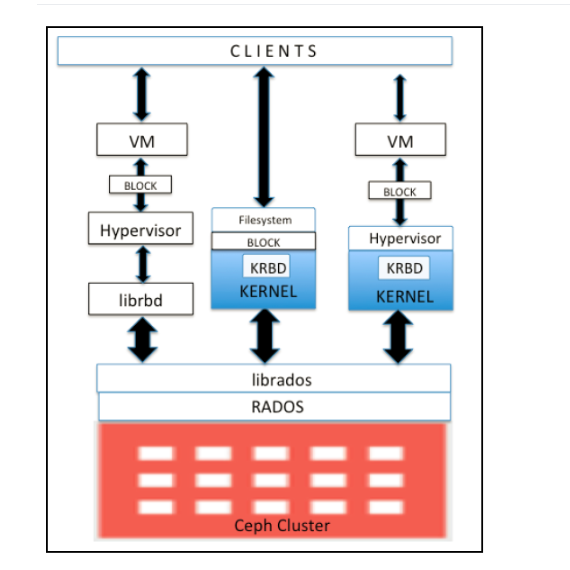 CLIENTS
VM
BLOCK
Hypervisor
librbd
Filesystem
BLOCK
KRBD
KERNEL
VM
BLOCK
Hypervisor
KRBD
KERNEL
librados
RADOS
Ceph Cluster